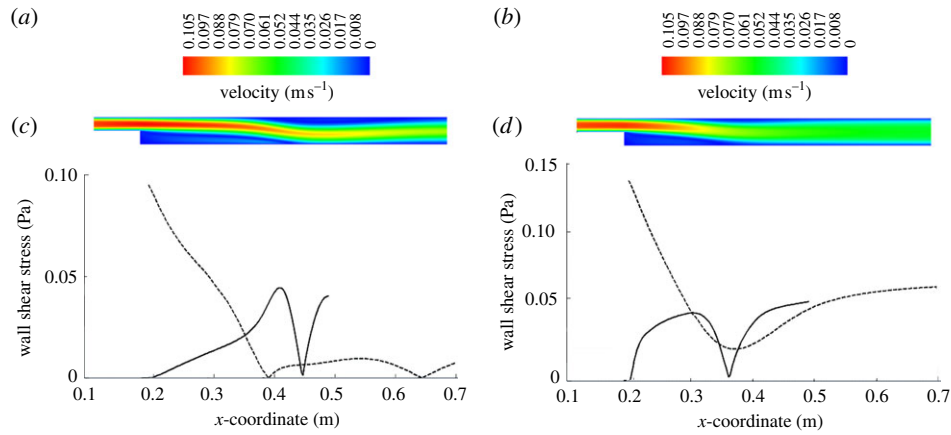 (a)
0.105
0.097
0.088
0.079
0.070
0.061
0.052
0.044
0.035
0.026
0.017
0.008
0
velocity (m s⁻¹)
(b)
0.105
0.097
0.088
0.079
0.070
0.061
0.052
0.044
0.035
0.026
0.017
0.008
0
velocity (m s⁻¹)
(c)
0.10
0.05
0
wall shear stress (Pa)
0.1 0.2 0.3 0.4 0.5 0.6 0.7
x-coordinate (m)
(d)
0.15
0.10
0.05
0
wall shear stress (Pa)
0.1 0.2 0.3 0.4 0.5 0.6 0.7
x-coordinate (m)